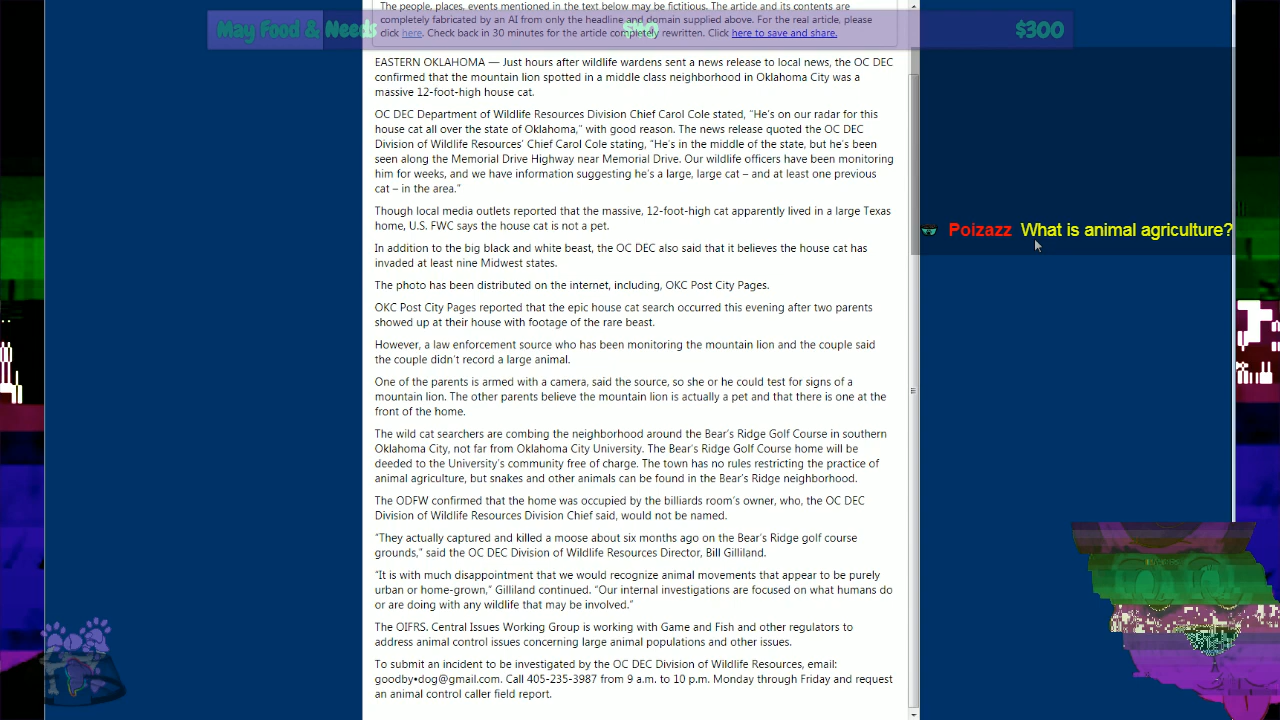 The people, places, events mentioned in the text below may be fictitious. The article and its contents are
completely fabricated by an AI from only the headline and domain supplied above. For the real article, please
click here. Check back in 30 minutes for the article completely rewritten. Click here to save and share.
May Food & Needs
$300
EASTERN OKLAHOMA — Just hours after wildlife wardens sent a news release to local news, the OC DEC
confirmed that the mountain lion spotted in a middle class neighborhood in Oklahoma City was a
massive 12-foot-high house cat.
OC DEC Department of Wildlife Resources Division Chief Carol Cole stated, “He’s on our radar for this
house cat all over the state of Oklahoma,” with good reason. The news release quoted the OC DEC
Division of Wildlife Resources’ Chief Carol Cole stating, “He’s in the middle of the state, but he’s been
seen along the Memorial Drive Highway near Memorial Drive. Our wildlife officers have been monitoring
him for weeks, and we have information suggesting he’s a large, large cat – and at least one previous
cat – in the area.”
Though local media outlets reported that the massive, 12-foot-high cat apparently lived in a large Texas
home, U.S. FWC says the house cat is not a pet.
Poizazz What is animal agriculture?
In addition to the big black and white beast, the OC DEC also said that it believes the house cat has
invaded at least nine Midwest states.
The photo has been distributed on the internet, including, OKC Post City Pages.
OKC Post City Pages reported that the epic house cat search occurred this evening after two parents
showed up at their house with footage of the rare beast.
However, a law enforcement source who has been monitoring the mountain lion and the couple said
the couple didn’t record a large animal.
One of the parents is armed with a camera, said the source, so she or he could test for signs of a
mountain lion. The other parents believe the mountain lion is actually a pet and that there is one at the
front of the home.
The wild cat searchers are combing the neighborhood around the Bear’s Ridge Golf Course in southern
Oklahoma City, not far from Oklahoma City University. The Bear’s Ridge Golf Course home will be
deeded to the University’s community free of charge. The town has no rules restricting the practice of
animal agriculture, but snakes and other animals can be found in the Bear’s Ridge neighborhood.
The ODFW confirmed that the home was occupied by the billiards room’s owner, who, the OC DEC
Division of Wildlife Resources Division Chief said, would not be named.
“They actually captured and killed a moose about six months ago on the Bear’s Ridge golf course
grounds,” said the OC DEC Division of Wildlife Resources Director, Bill Gilliland.
“It is with much disappointment that we would recognize animal movements that appear to be purely
urban or home-grown,” Gilliland continued. “Our internal investigations are focused on what humans do
or are doing with any wildlife that may be involved.”
The OIFRS. Central Issues Working Group is working with Game and Fish and other regulators to
address animal control issues concerning large animal populations and other issues.
To submit an incident to be investigated by the OC DEC Division of Wildlife Resources, email:
goodby•dog@gmail.com. Call 405-235-3987 from 9 a.m. to 10 p.m. Monday through Friday and request
an animal control caller field report.